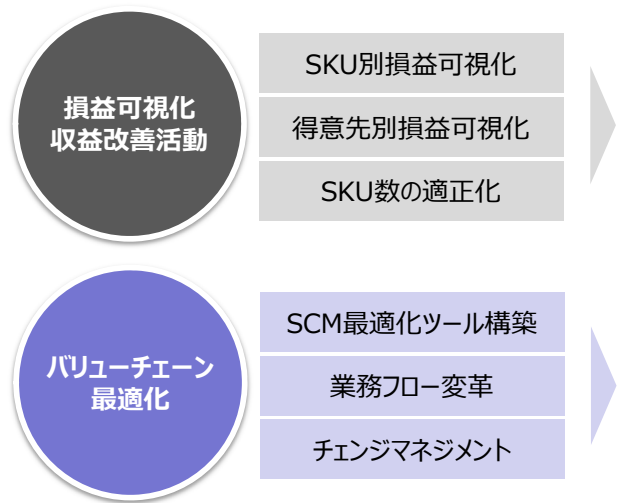 損益可視化
収益改善活動
SKU別損益可視化
得意先別損益可視化
SKU数の適正化
バリューチェーン
最適化
SCM最適化ツール構築
業務フロー変革
チェンジマネジメント